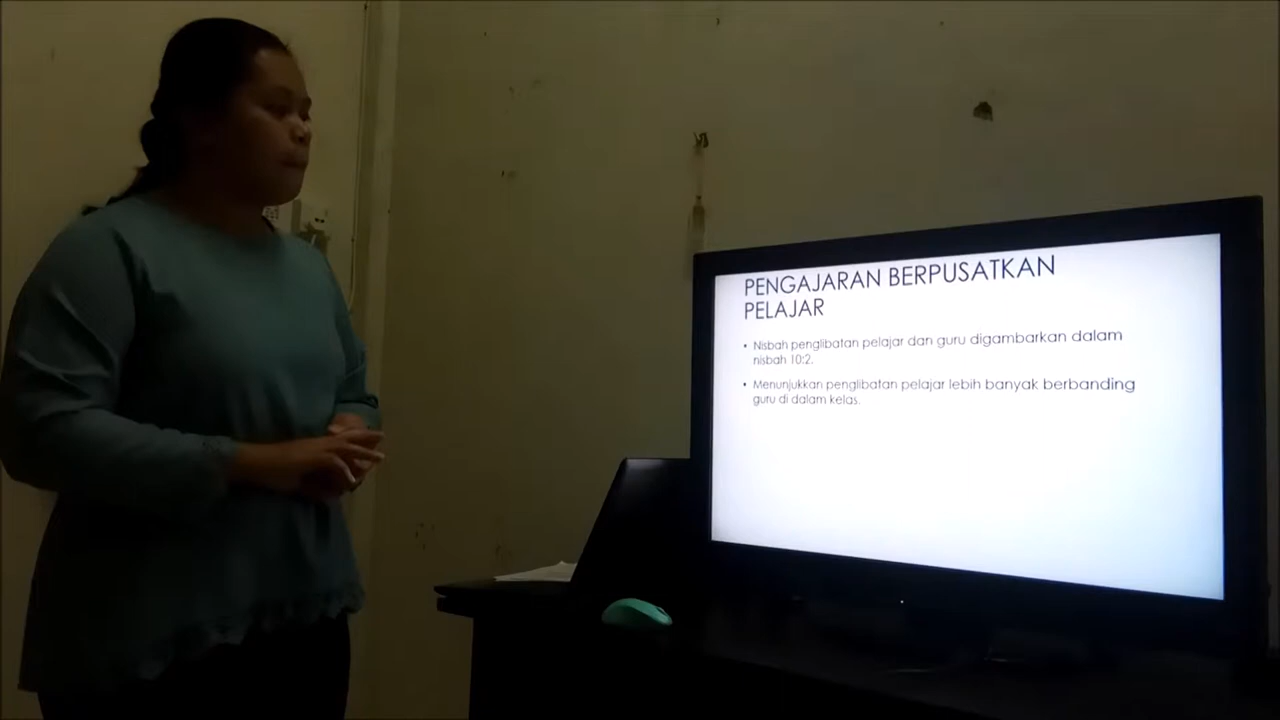 PENGAJARAN BERPUSATKAN
PELAJAR
• Nisbah penglibatan pelajar dan guru digambarkan dalam
nisbah 10:2.
• Menunjukkan penglibatan pelajar lebih banyak berbanding
guru di dalam kelas.